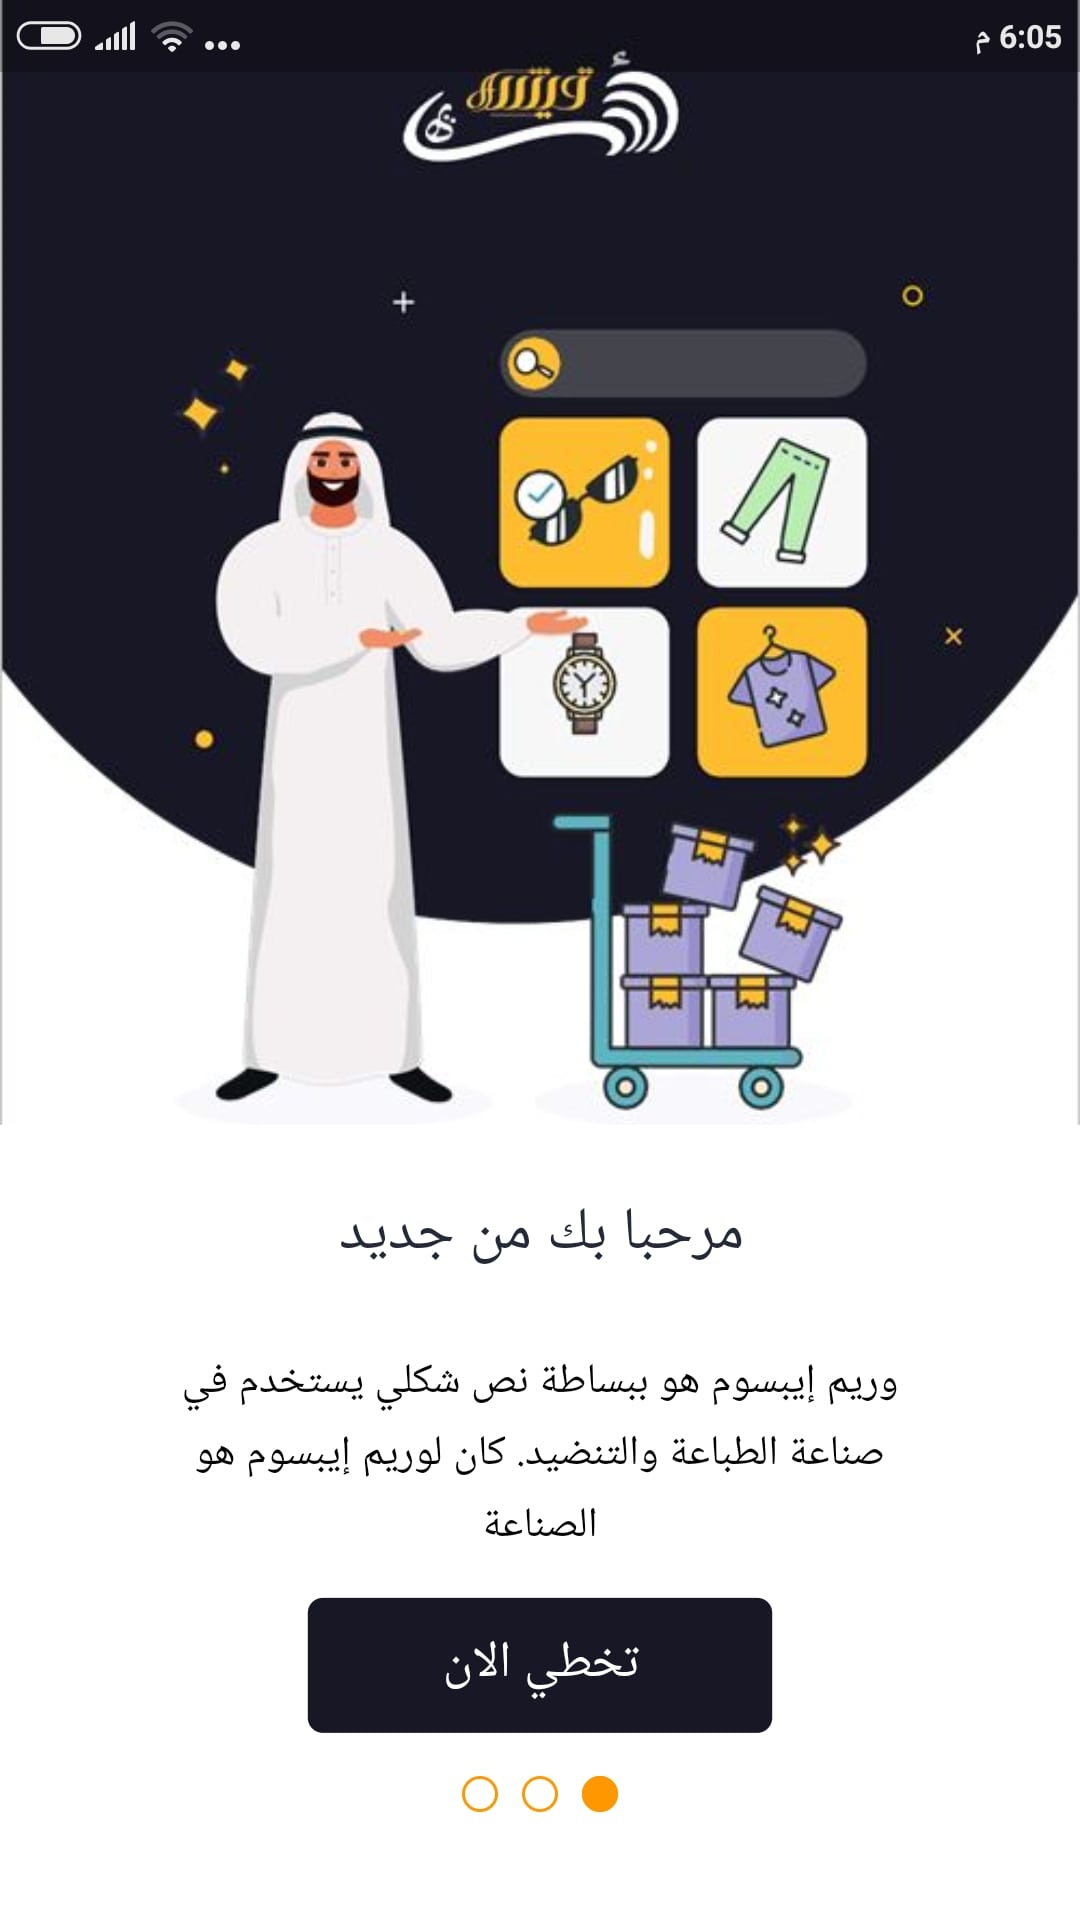 6:05 م
مرحبا بك من جديد
وريم إيبسوم هو ببساطة نص شكلي يستخدم في
صناعة الطباعة والتنضيد. كان لوريم إيبسوم هو
الصناعة
تخطي الان